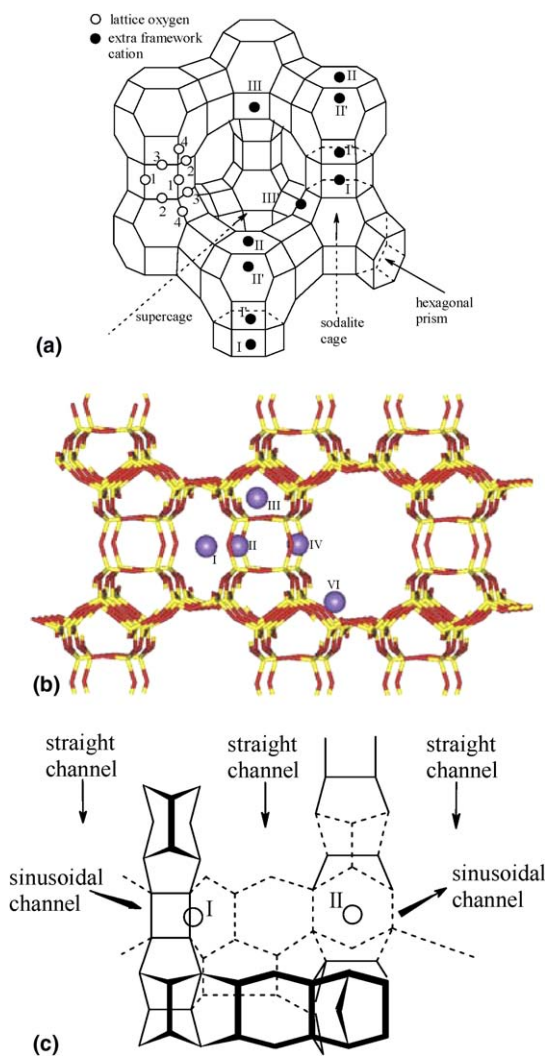 lattice oxygen
extra framework
cation
III
II
II'
I'
I
4
3
2
1
1
3
2
4
III'
II
II'
I'
I
supercage
sodalite
cage
hexagonal
prism
(a)
III
I
II
IV
VI
(b)
straight
channel
straight
channel
straight
channel
sinusoidal
channel
I
II
sinusoidal
channel
(c)